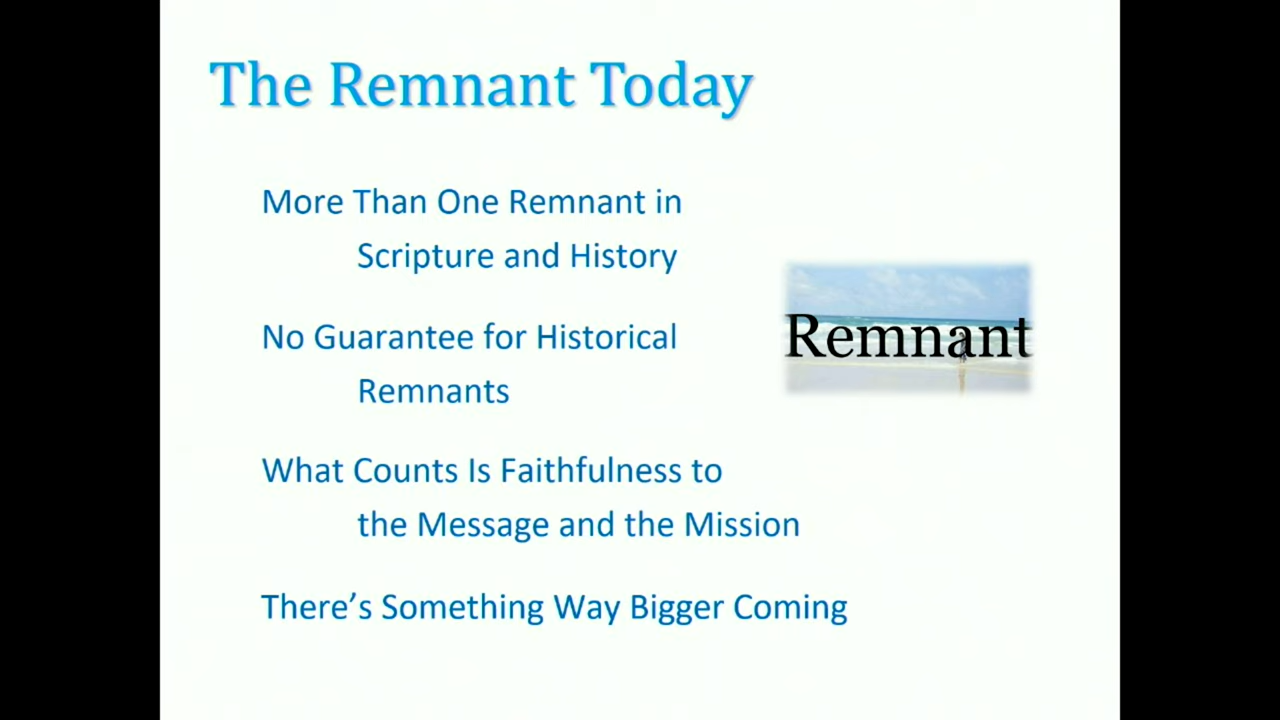 The Remnant Today
More Than One Remnant in
Scripture and History
No Guarantee for Historical
Remnants
Remnant
What Counts Is Faithfulness to
the Message and the Mission
There’s Something Way Bigger Coming